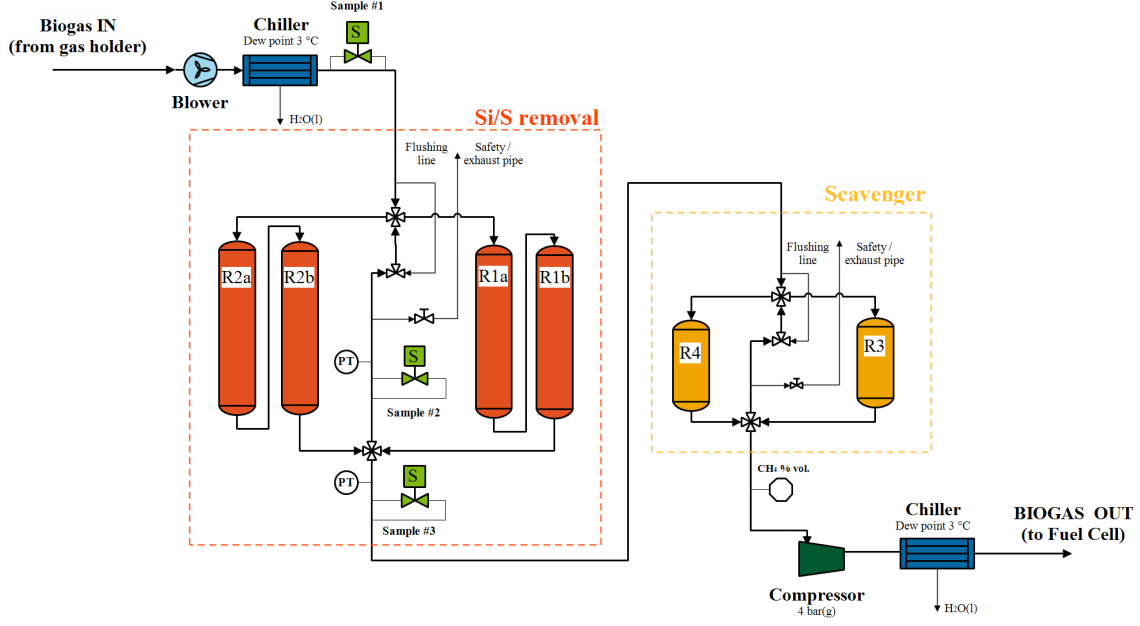 Sample #1
S
Biogas IN
(from gas holder)
Chiller
Dew point 3 °C
Blower
H2O(l)
Si/S removal
Flushing
line
Safety /
exhaust pipe
R2a
R2b
R1a
R1b
PT
S
Sample #2
PT
S
Sample #3
Scavenger
Flushing
line
Safety /
exhaust pipe
R4
R3
CH4 % vol.
Chiller
Dew point 3 °C
BIOGAS OUT
(to Fuel Cell)
Compressor
4 bar(g)
H2O(l)